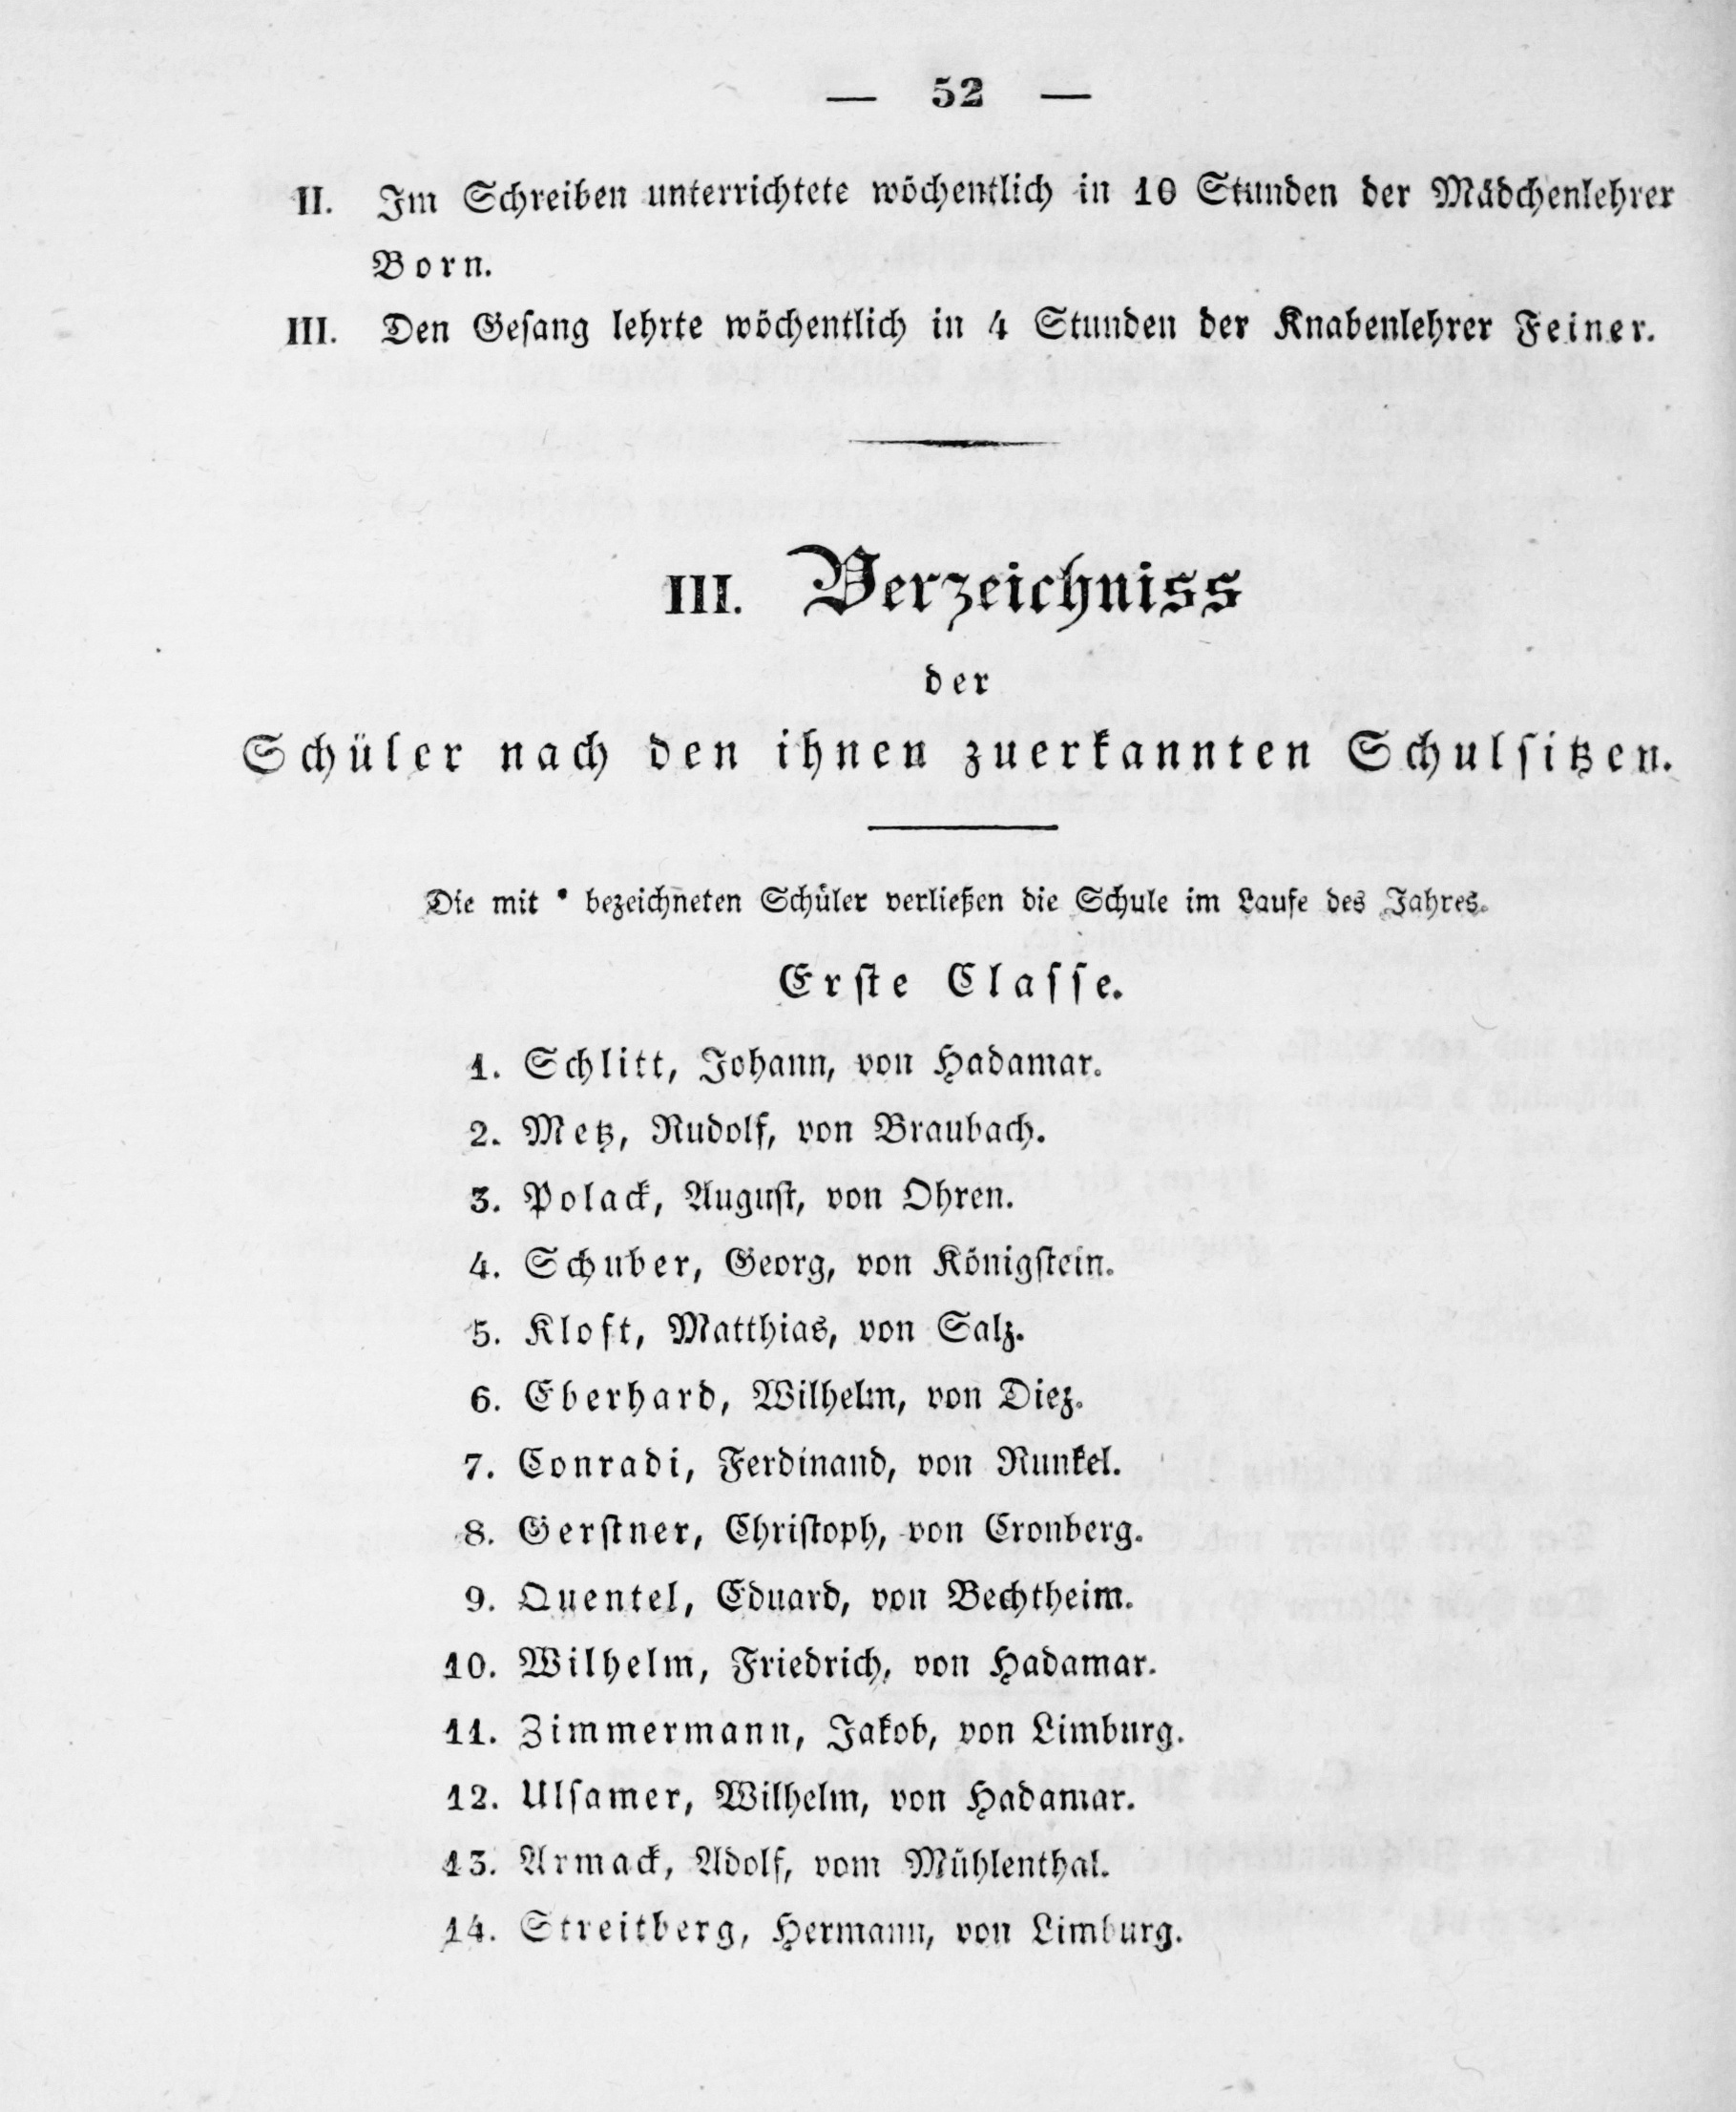 — 52 —
II. Im Schreiben unterrichtete wöchentlich in 10 Stunden der Mädchenlehrer
Born.
III. Den Gesang lehrte wöchentlich in 4 Stunden der Knabenlehrer Feiner.
III. Verzeichniss
der
Schüler nach den ihnen zuerkannten Schulsitzen.
Die mit * bezeichneten Schüler verließen die Schule im Laufe des Jahres.
Erste Classe.
1. Schlitt, Johann, von Hadamar.
2. Metz, Rudolf, von Braubach.
3. Polack, August, von Ohren.
4. Schuber, Georg, von Königstein.
5. Kloft, Matthias, von Salz.
6. Eberhard, Wilhelm, von Diez.
7. Conradi, Ferdinand, von Runkel.
8. Gerstner, Christoph, von Cronberg.
9. Quentel, Eduard, von Bechtheim.
10. Wilhelm, Friedrich, von Hadamar.
11. Zimmermann, Jakob, von Limburg.
12. Ulsamer, Wilhelm, von Hadamar.
13. Armack, Adolf, vom Mühlenthal.
14. Streitberg, Hermann, von Limburg.